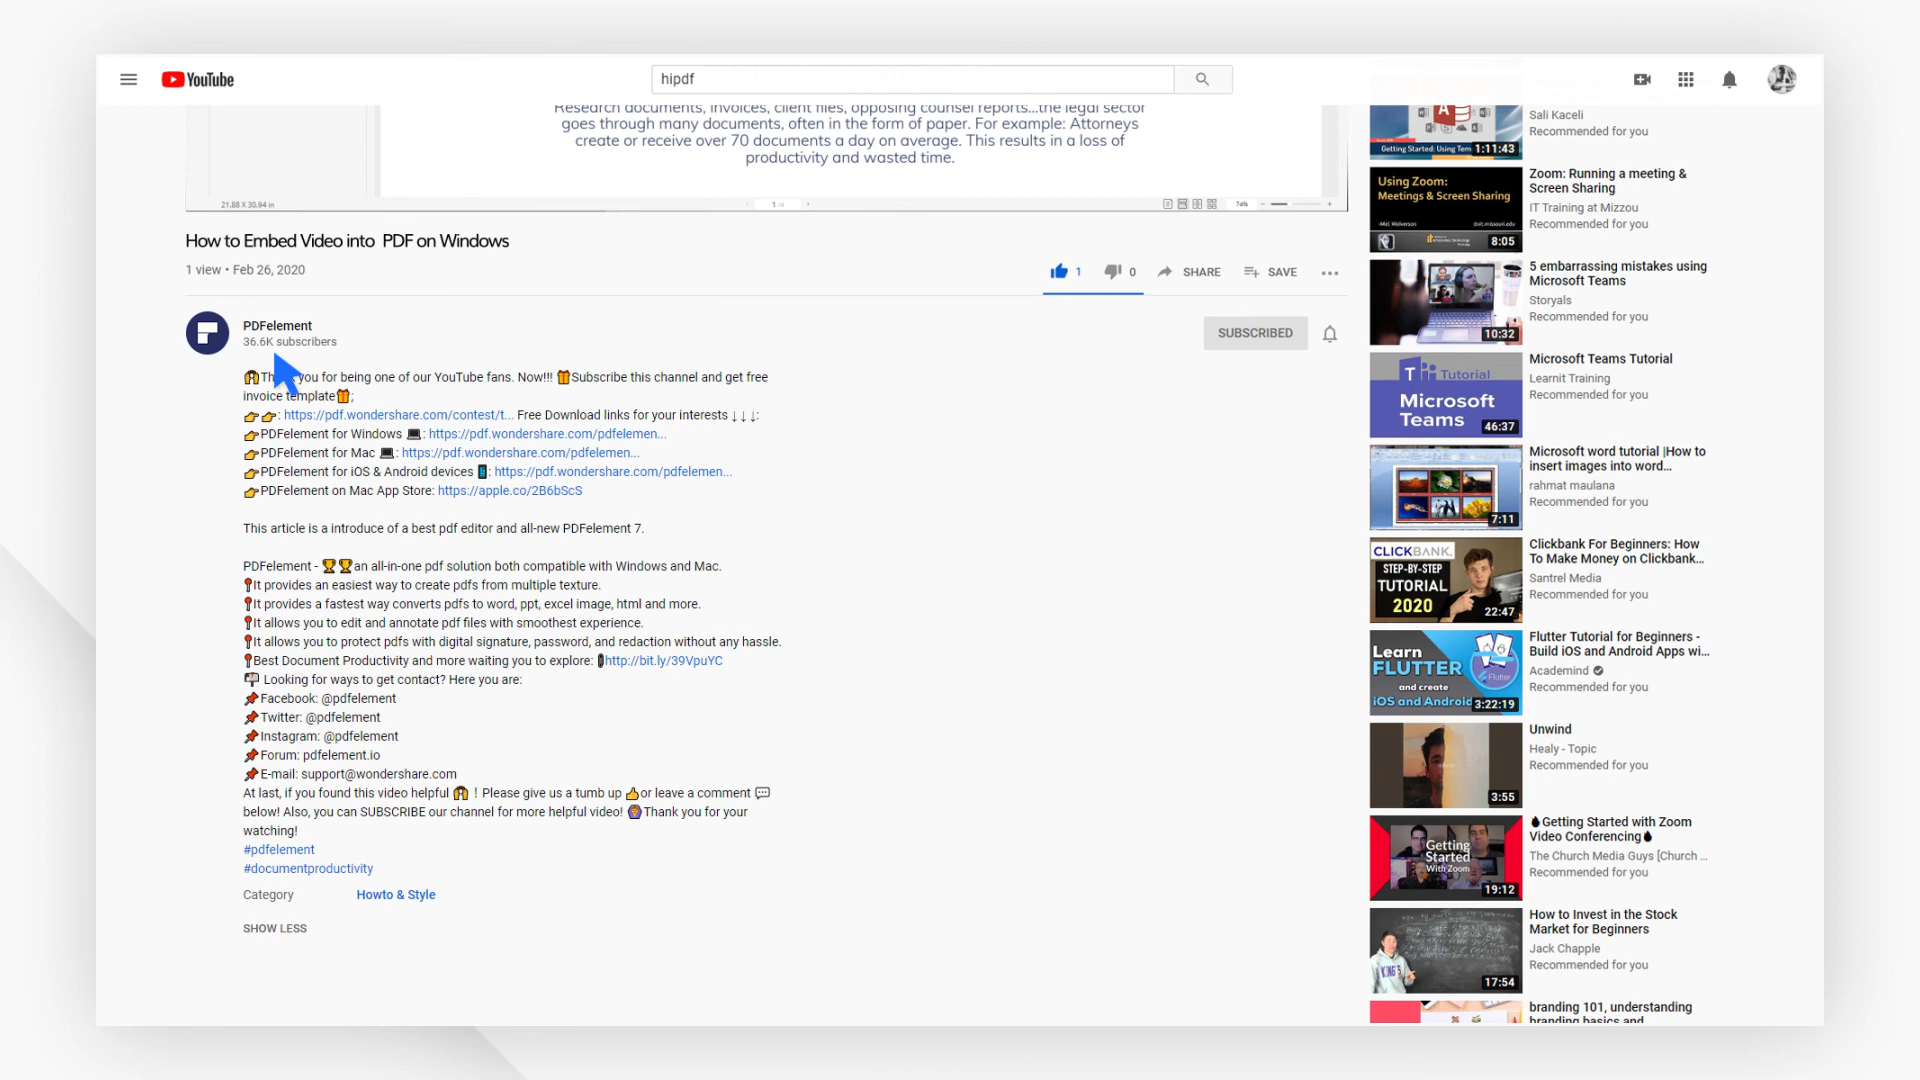 YouTube
hipdf
Research documents, invoices, client files, opposing counsel reports...the legal sector
goes through many documents, often in the form of paper. For example: Attorneys
create or receive over 70 documents a day on average. This results in a loss of
productivity and wasted time.
21.88 X 30.94 in
1 /4
74%
How to Embed Video into PDF on Windows
1 view • Feb 26, 2020
1
0
SHARE
SAVE
PDFelement
36.6K subscribers
SUBSCRIBED
you for being one of our YouTube fans. Now!!! 🎁Subscribe this channel and get free
invoice template🎁;
👉👉: https://pdf.wondershare.com/contest/t... Free Download links for your interests ↓↓↓:
👉PDFelement for Windows 💻: https://pdf.wondershare.com/pdfelemen...
👉PDFelement for Mac 💻: https://pdf.wondershare.com/pdfelemen...
👉PDFelement for iOS & Android devices 📱: https://pdf.wondershare.com/pdfelemen...
👉PDFelement on Mac App Store: https://apple.co/2B6bScS
This article is a introduce of a best pdf editor and all-new PDFelement 7.
PDFelement - 🏆🏆an all-in-one pdf solution both compatible with Windows and Mac.
📍It provides an easiest way to create pdfs from multiple texture.
📍It provides a fastest way converts pdfs to word, ppt, excel image, html and more.
📍It allows you to edit and annotate pdf files with smoothest experience.
📍It allows you to protect pdfs with digital signature, password, and redaction without any hassle.
📍Best Document Productivity and more waiting you to explore: http://bit.ly/39VpuYC
📬 Looking for ways to get contact? Here you are:
📌Facebook: @pdfelement
📌Twitter: @pdfelement
📌Instagram: @pdfelement
📌Forum: pdfelement.io
📌E-mail: support@wondershare.com
At last, if you found this video helpful ! Please give us a tumb up 👍or leave a comment 💬
below! Also, you can SUBSCRIBE our channel for more helpful video! Thank you for your
watching!
#pdfelement
#documentproductivity
Category Howto & Style
SHOW LESS
Getting Started: Using Tem
1:11:43
Sali Kaceli
Recommended for you
Using Zoom:
Meetings & Screen Sharing
-Mel Wolverson
doit.missouri.edu
8:05
Zoom: Running a meeting &
Screen Sharing
IT Training at Mizzou
Recommended for you
10:32
5 embarrassing mistakes using
Microsoft Teams
Storyals
Recommended for you
T Tutorial
Microsoft
Teams
46:37
Microsoft Teams Tutorial
Learnit Training
Recommended for you
7:11
Microsoft word tutorial |How to
insert images into word...
rahmat maulana
Recommended for you
CLICKBANK.
STEP-BY-STEP
TUTORIAL
2020
22:47
Clickbank For Beginners: How
To Make Money on Clickbank...
Santrel Media
Recommended for you
Learn
FLUTTER
and create
iOS and Android
Flutter
3:22:19
Flutter Tutorial for Beginners -
Build iOS and Android Apps wi...
Academind
Recommended for you
3:55
Unwind
Healy - Topic
Recommended for you
Getting
Started
With Zoom
19:12
💧Getting Started with Zoom
Video Conferencing💧
The Church Media Guys [Church ...
Recommended for you
KING'S
17:54
How to Invest in the Stock
Market for Beginners
Jack Chapple
Recommended for you
branding 101, understanding
branding basics and